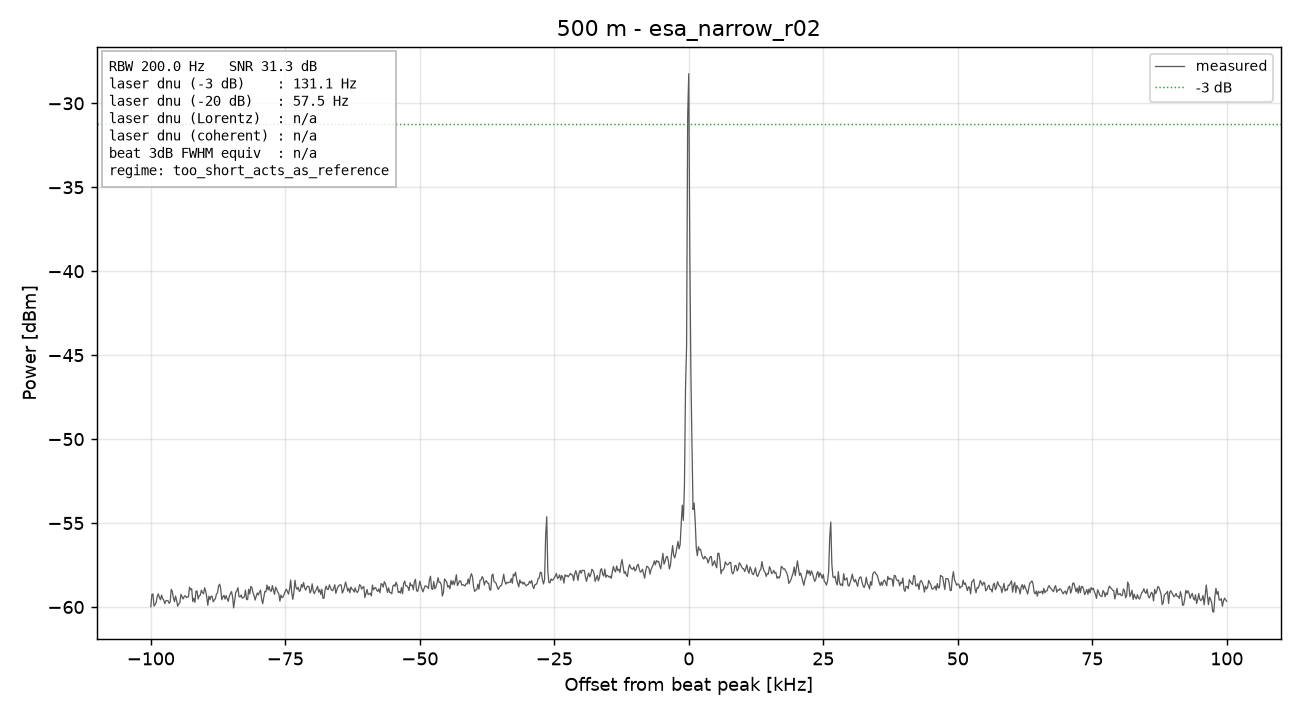 500 m - esa_narrow_r02
RBW 200.0 Hz   SNR 31.3 dB
laser dnu (-3 dB)    : 131.1 Hz
laser dnu (-20 dB)   : 57.5 Hz
laser dnu (Lorentz)  : n/a
laser dnu (coherent) : n/a
beat 3dB FWHM equiv  : n/a
regime: too_short_acts_as_reference
measured
-3 dB
Power [dBm]
−30
−35
−40
−45
−50
−55
−60
−100 −75 −50 −25 0 25 50 75 100
Offset from beat peak [kHz]